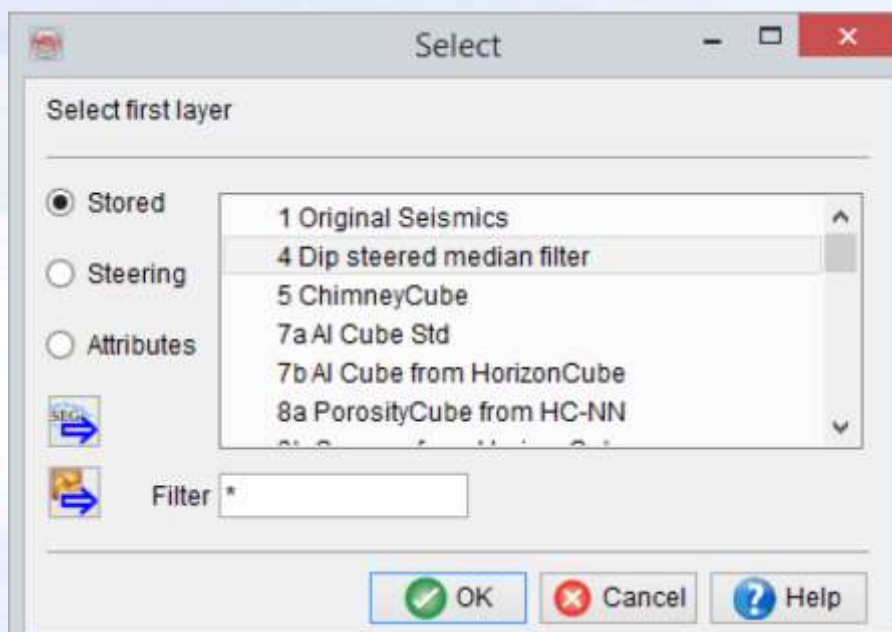 Select
Select first layer
Stored
Steering
Attributes
1 Original Seismics
4 Dip steered median filter
5 ChimneyCube
7a AI Cube Std
7b AI Cube from HorizonCube
8a PorosityCube from HC-NN
SEG
Filter *
OK
Cancel
Help